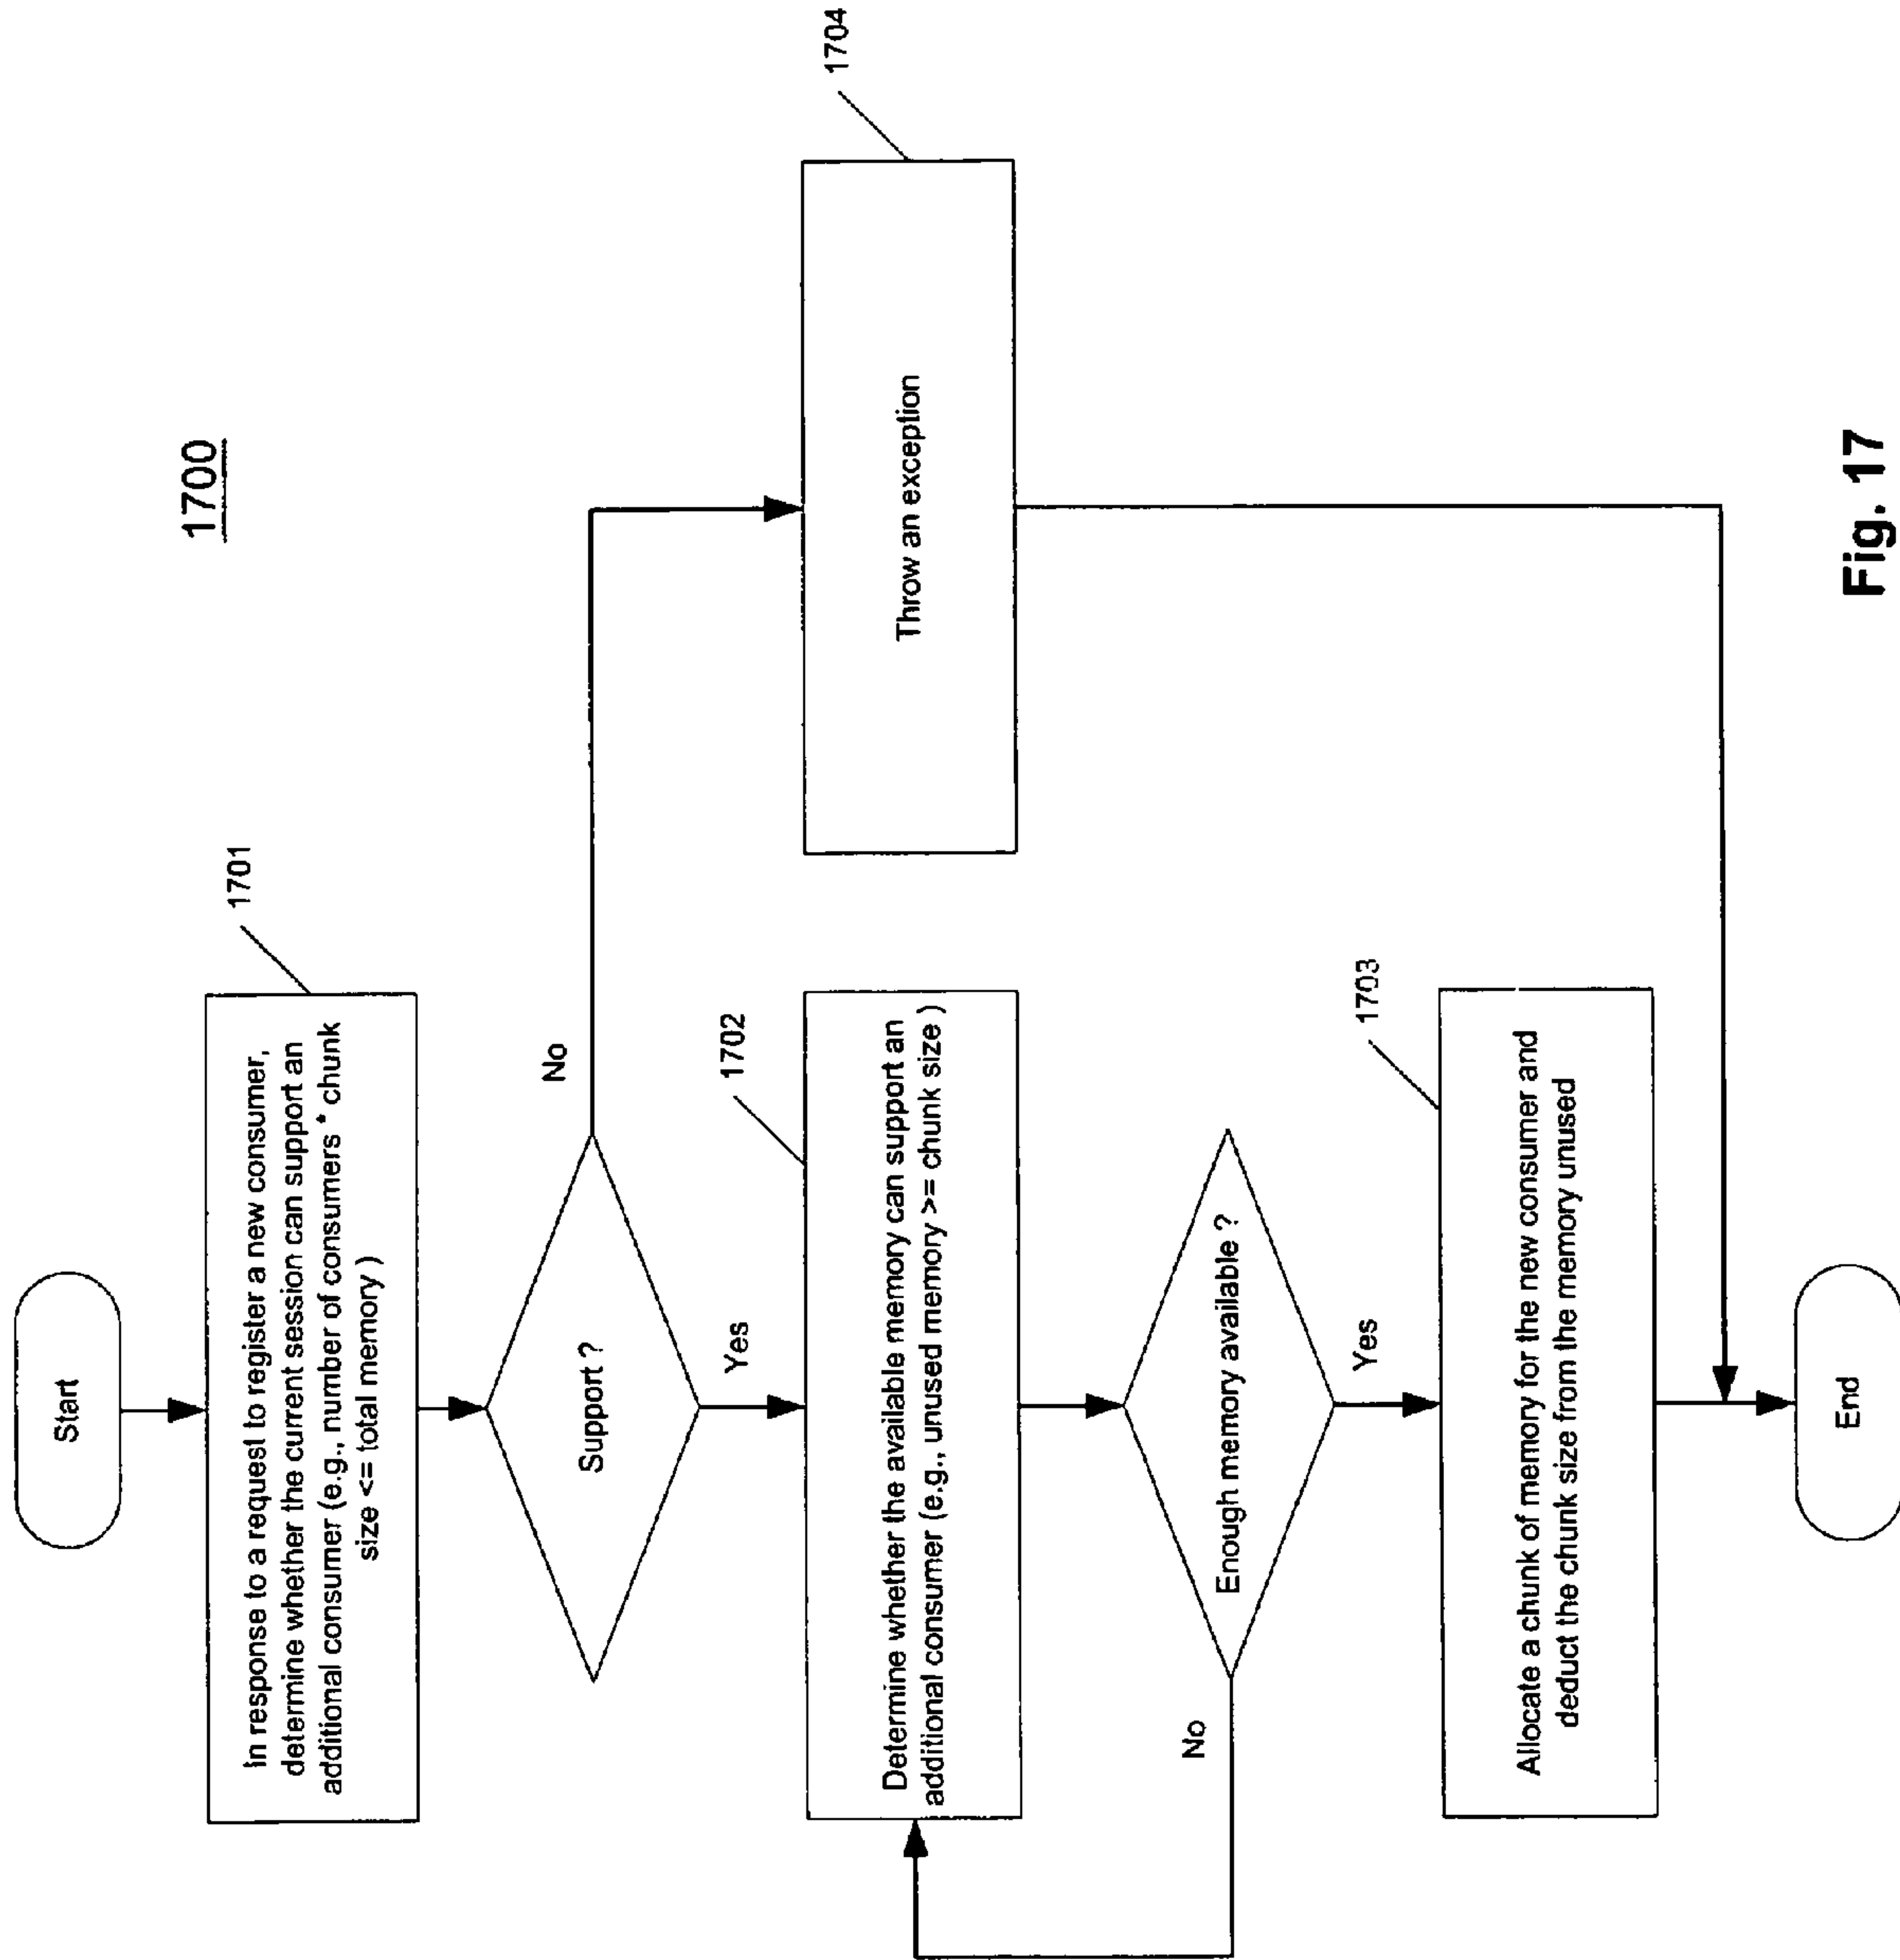 1700
Start
1701
In response to a request to register a new consumer,
determine whether the current session can support an
additional consumer (e.g., number of consumers * chunk
size <= total memory )
Support ?
No
Yes
1704
Throw an exception
1702
Determine whether the available memory can support an
additional consumer (e.g., unused memory >= chunk size )
Enough memory available ?
No
Yes
1703
Allocate a chunk of memory for the new consumer and
deduct the chunk size from the memory unused
End
Fig. 17